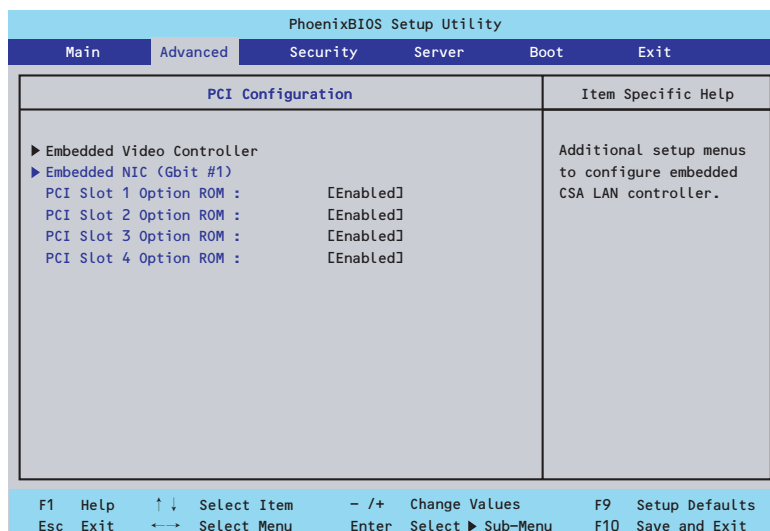 PhoenixBIOS Setup Utility
Main Advanced Security Server Boot Exit
PCI Configuration
Item Specific Help
▶ Embedded Video Controller
▶ Embedded NIC (Gbit #1)
PCI Slot 1 Option ROM : [Enabled]
PCI Slot 2 Option ROM : [Enabled]
PCI Slot 3 Option ROM : [Enabled]
PCI Slot 4 Option ROM : [Enabled]
Additional setup menus
to configure embedded
CSA LAN controller.
F1 Help ↑↓ Select Item -/+ Change Values F9 Setup Defaults
Esc Exit ←→ Select Menu Enter Select ▶ Sub-Menu F10 Save and Exit